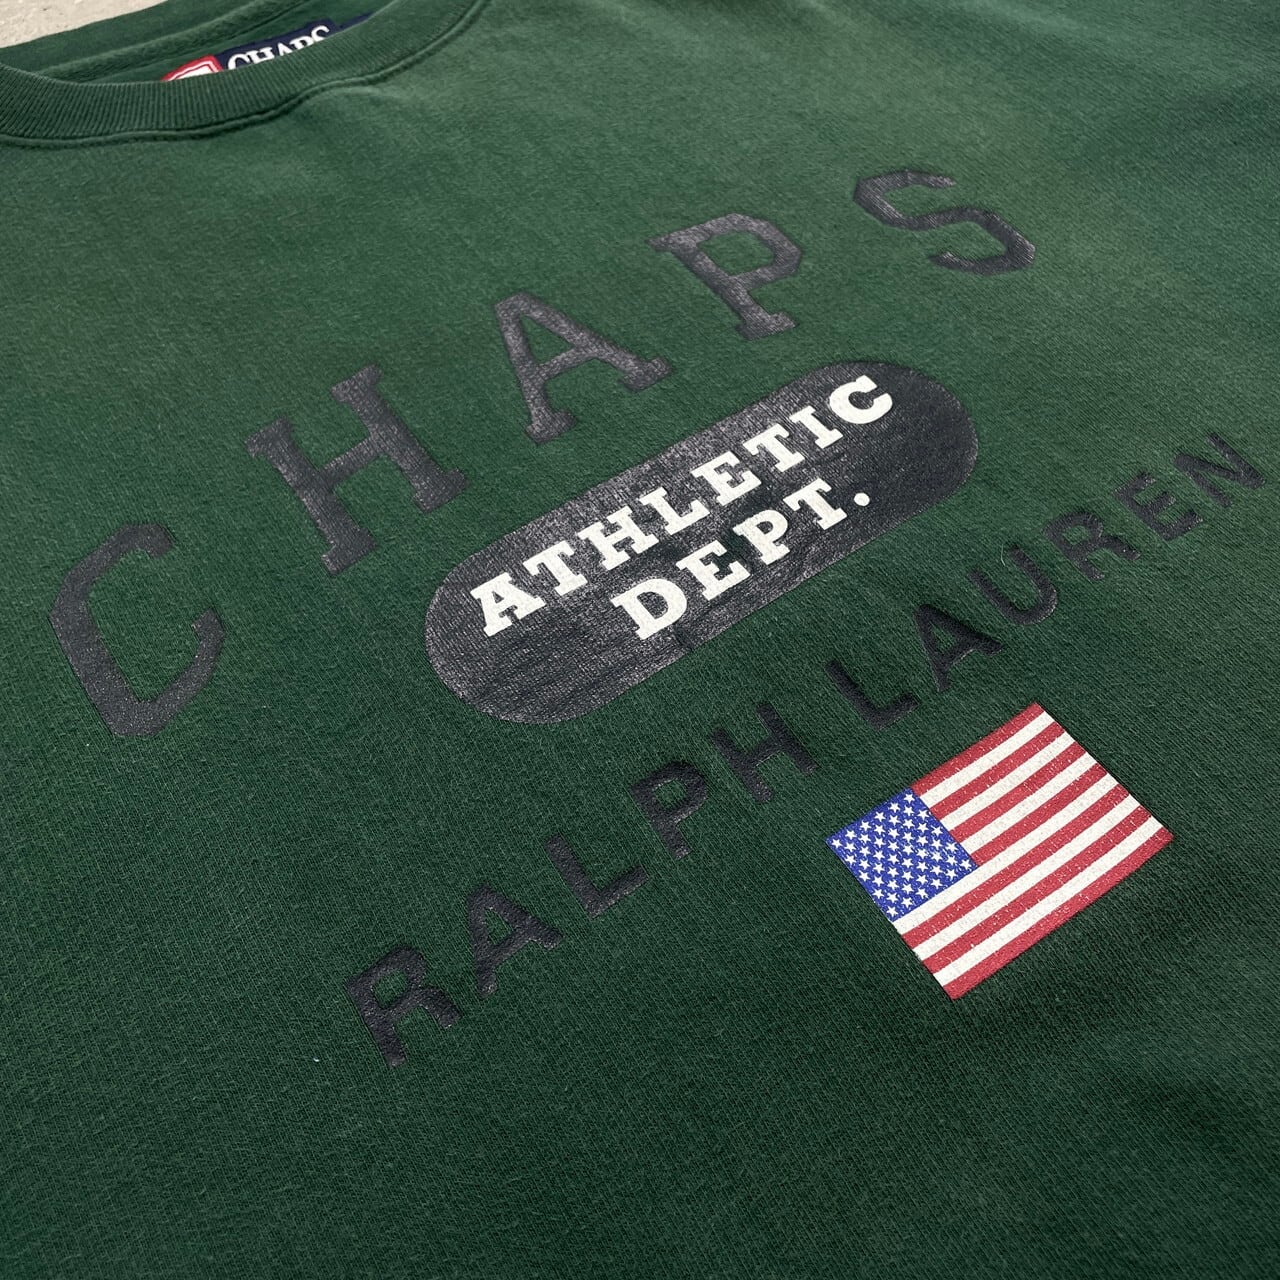 CHAPS
CHAPS
ATHLETIC
DEPT.
RALPH LAUREN